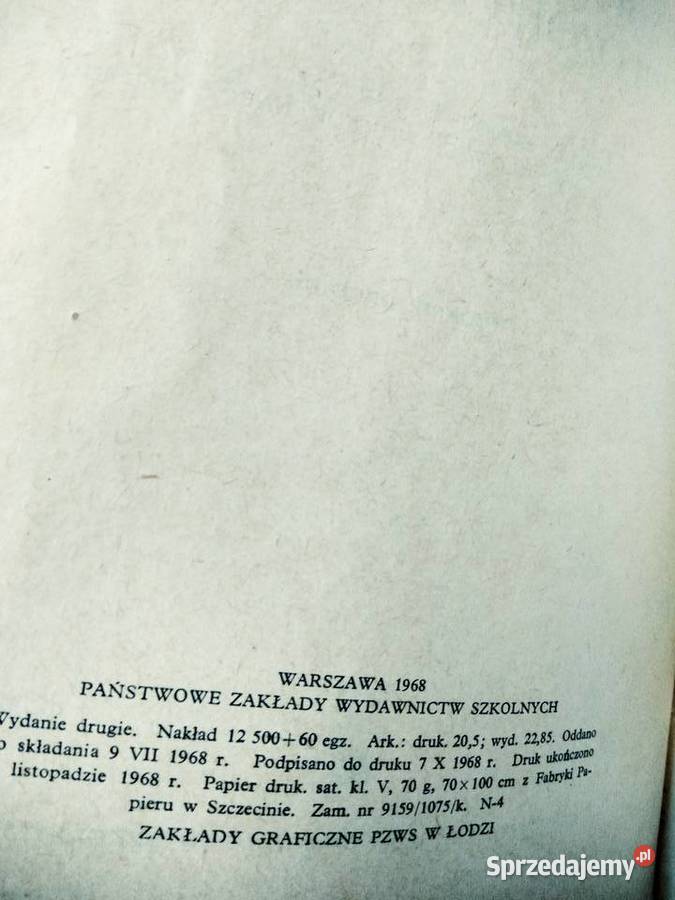 WARSZAWA 1968
PAŃSTWOWE ZAKŁADY WYDAWNICTW SZKOLNYCH
Wydanie drugie. Nakład 12 500+60 egz. Ark.: druk. 20,5; wyd. 22,85. Oddano
o składania 9 VII 1968 r. Podpisano do druku 7 X 1968 r. Druk ukończono
listopadzie 1968 r. Papier druk. sat. kl. V, 70 g, 70×100 cm z Fabryki Pa-
pieru w Szczecinie. Zam. nr 9159/1075/k. N-4
ZAKŁADY GRAFICZNE PZWS W ŁODZI
Sprzedajemy.pl